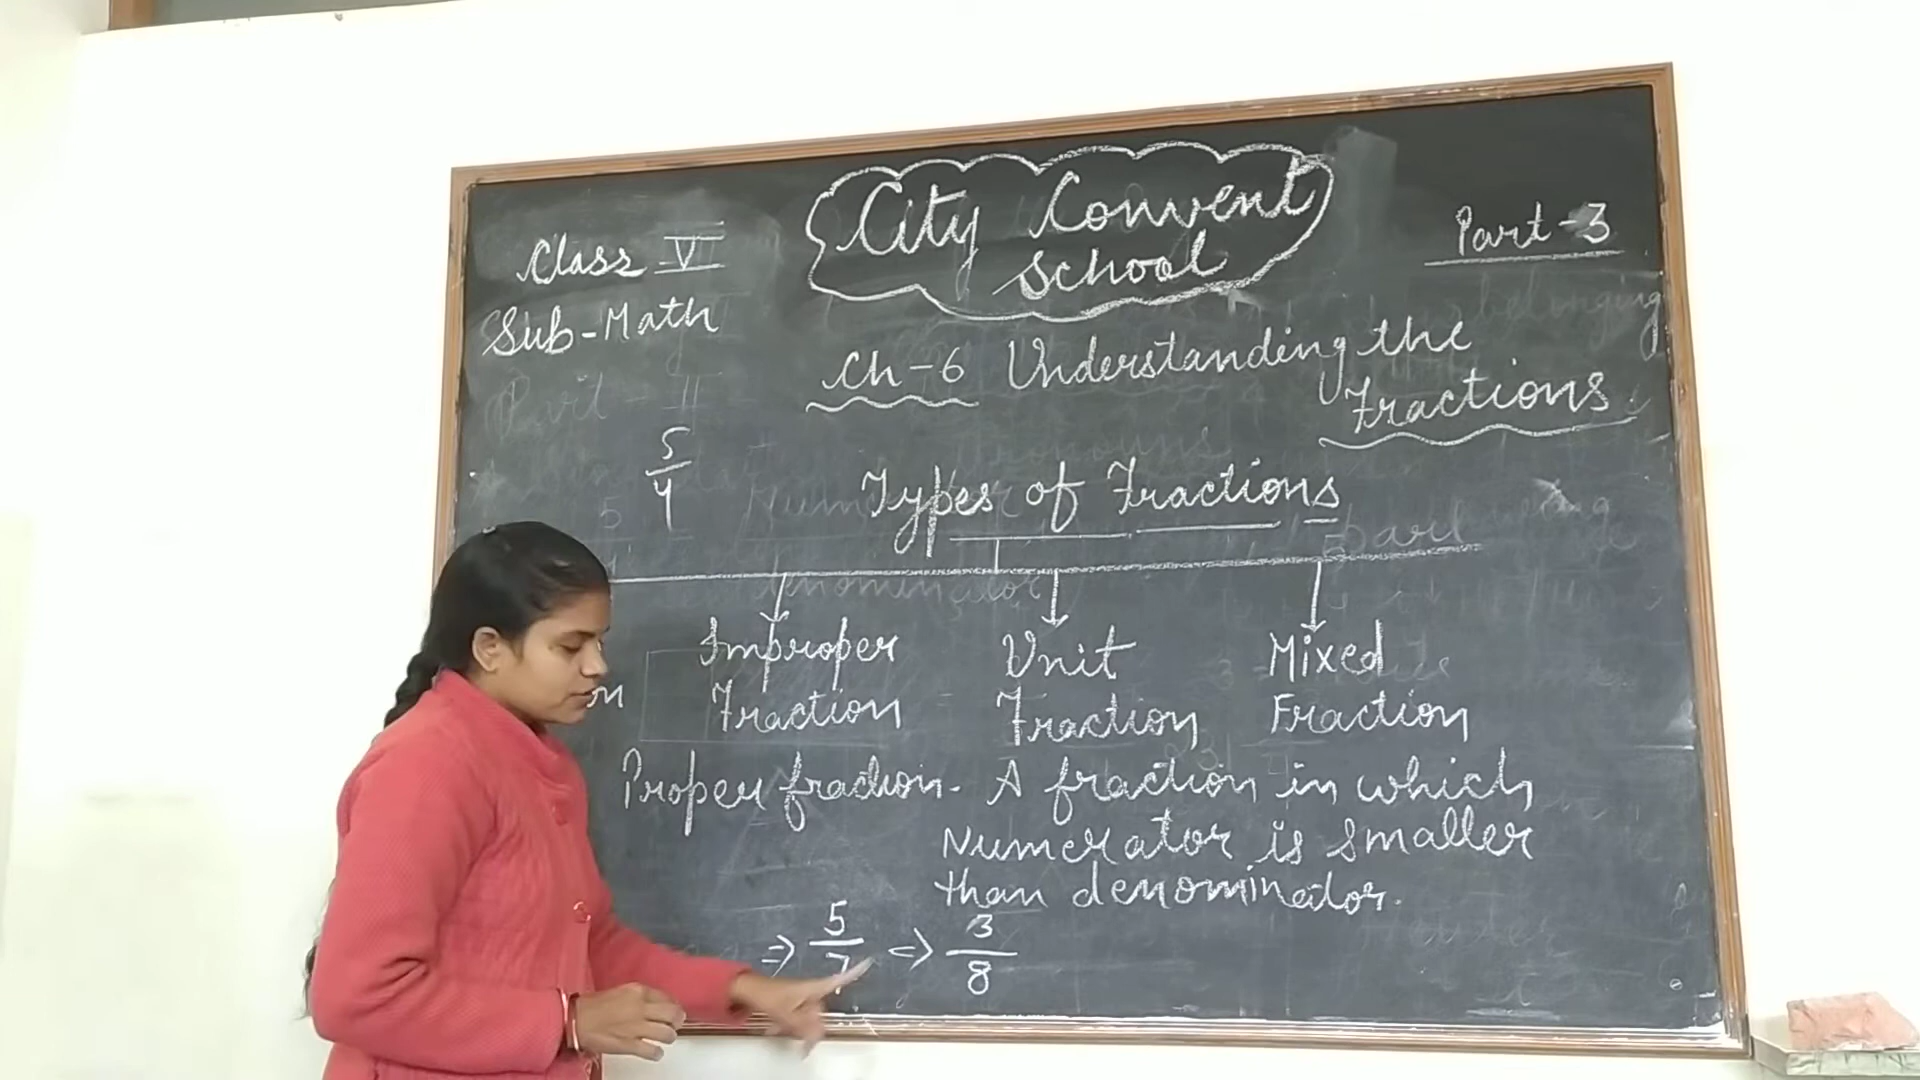 City Convent
School
Class V
Sub-Math
Part-3
Ch-6 Understanding the
Fractions
5/4
Types of Fractions
Improper Fraction
Unit Fraction
Mixed Fraction
Proper fraction- A fraction in which
Numerator is smaller
than denominator.
⇒ 5/7 ⇒ 3/8